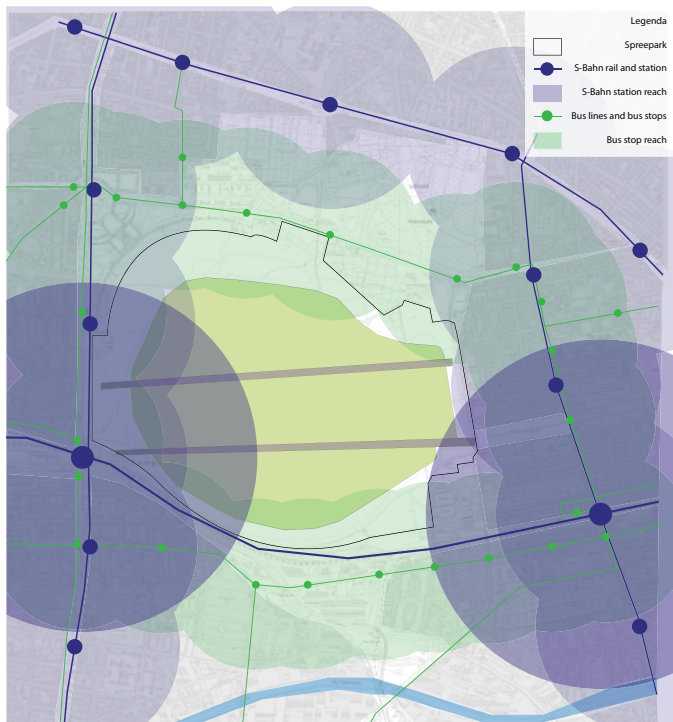 Legenda
Spreepark
S-Bahn rail and station
S-Bahn station reach
Bus lines and bus stops
Bus stop reach